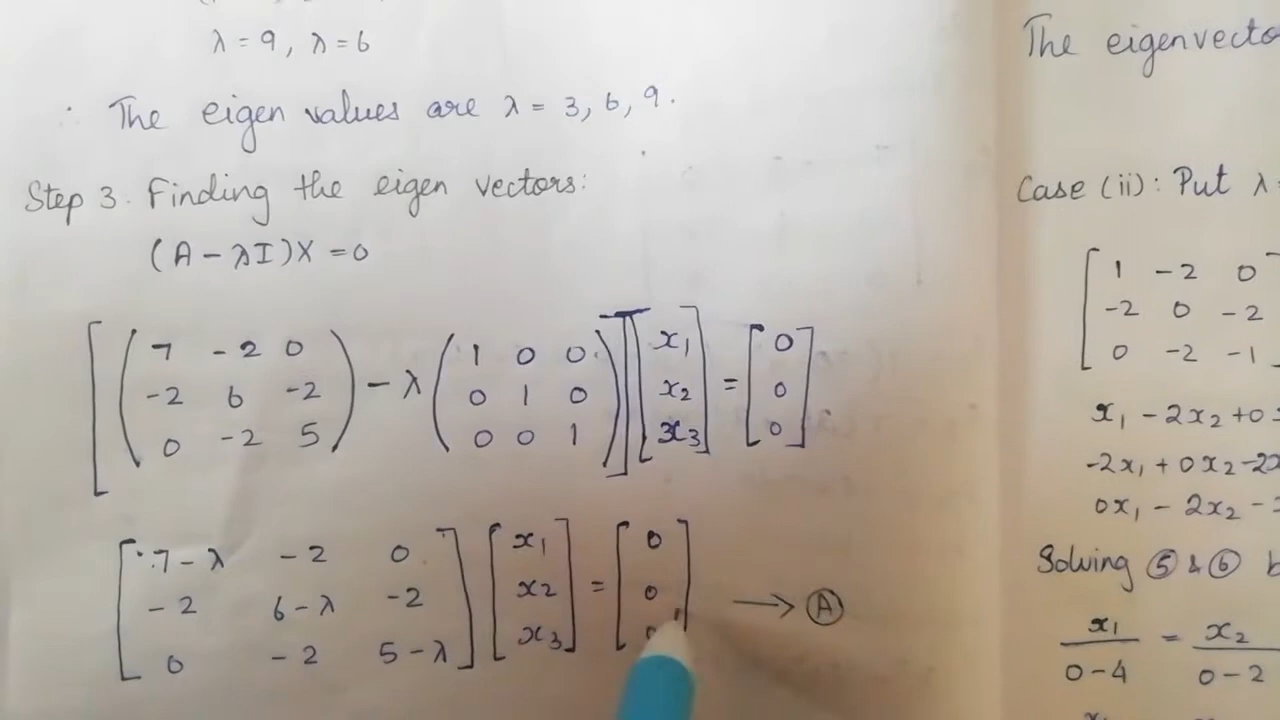 λ = 9, λ = 6
∴ The eigen values are λ = 3, 6, 9.
Step 3. Finding the eigen vectors:
(A - λI)X = 0
[ ( 7 -2 0 ) - λ ( 1 0 0 ) ] [ x1 ] = [ 0 ]
-2 6 -2 0 1 0 x2 0
0 -2 5 0 0 1 x3 0
[ 7-λ -2 0 ] [ x1 ] = [ 0 ]
-2 6-λ -2 x2 0 → Ⓐ
0 -2 5-λ x3
The
Case (ii): Put λ
[ 1 -2 0
-2 0 -2
0 -2 -1
x1 - 2x2 + 0
-2x1 + 0x2 - 2
0x1 - 2x2 -
Solving ⑤ & ⑥
x1 = x2
0-4 0-2